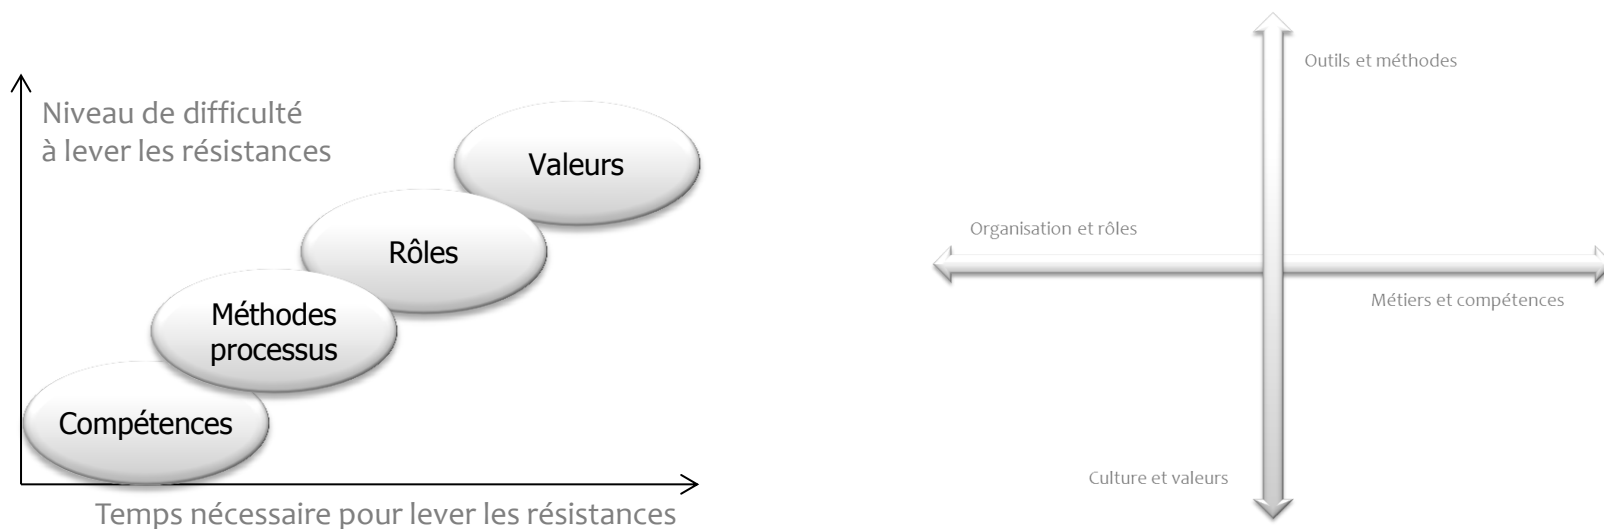 Niveau de difficulté
à lever les résistances
Valeurs
Rôles
Méthodes
processus
Compétences
Temps nécessaire pour lever les résistances
Outils et méthodes
Organisation et rôles
Métiers et compétences
Culture et valeurs